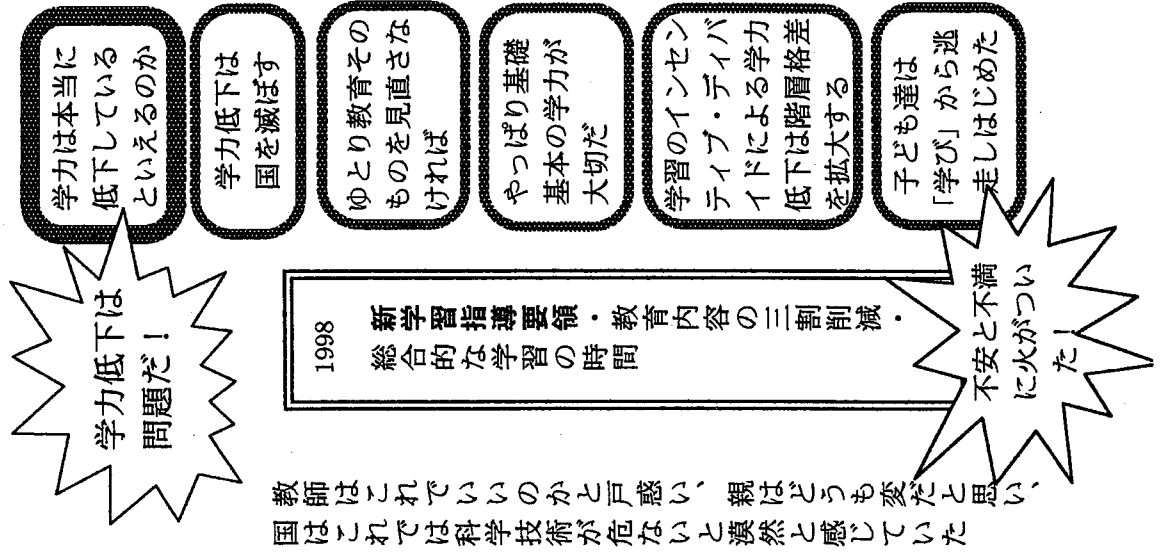 学力は本当に
低下している
といえるのか
学力低下は
国を滅ぼす
ゆとり教育その
ものを見直さな
ければ
やっぱり基礎
基本の学力が
大切だ
学習のインセン
ティブ・ディバ
イドによる学力
低下は階層格差
を拡大する
子ども達は
「学び」から逃
走しはじめた
学力低下は
問題だ！
1998
新学習指導要領・教育内容の三割削減・
総合的な学習の時間
不安と不満
に火がつい
た！
教師はこれでいいのかと戸惑い、親はどうも変だと思い、
国はこれでは科学技術が危ないと漠然と感じていた